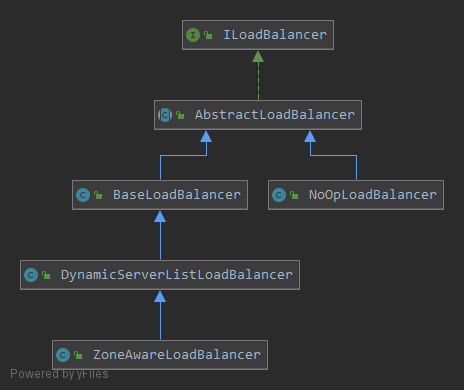 ILoadBalancer
AbstractLoadBalancer
BaseLoadBalancer
NoOpLoadBalancer
DynamicServerListLoadBalancer
ZoneAwareLoadBalancer
Powered by yFiles